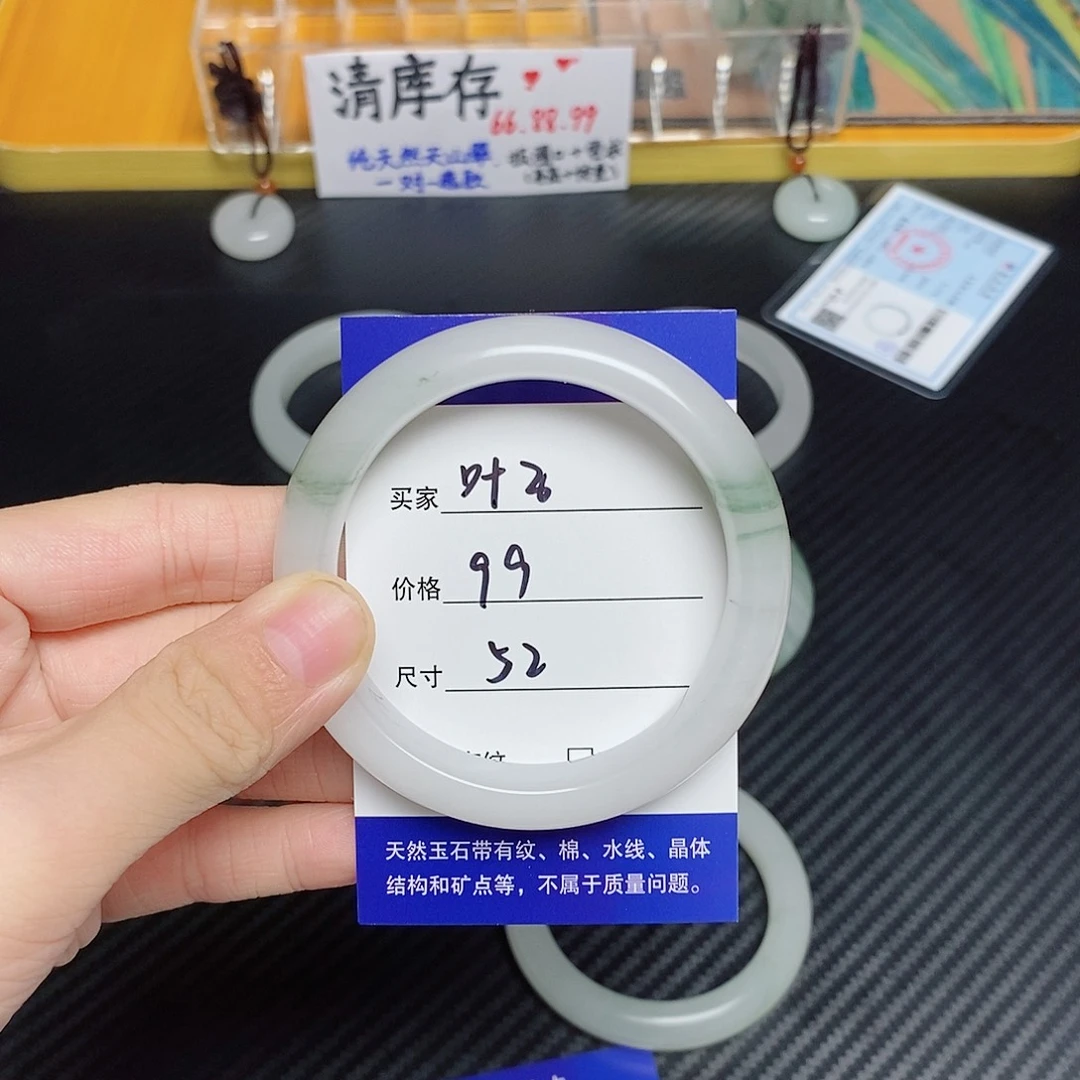 清库存
66.88.99
纯天然天山翠
一对一亮款
买家 叶子
价格 99
尺寸 52
天然玉石带有纹、棉、水线、晶体
结构和矿点等，不属于质量问题。